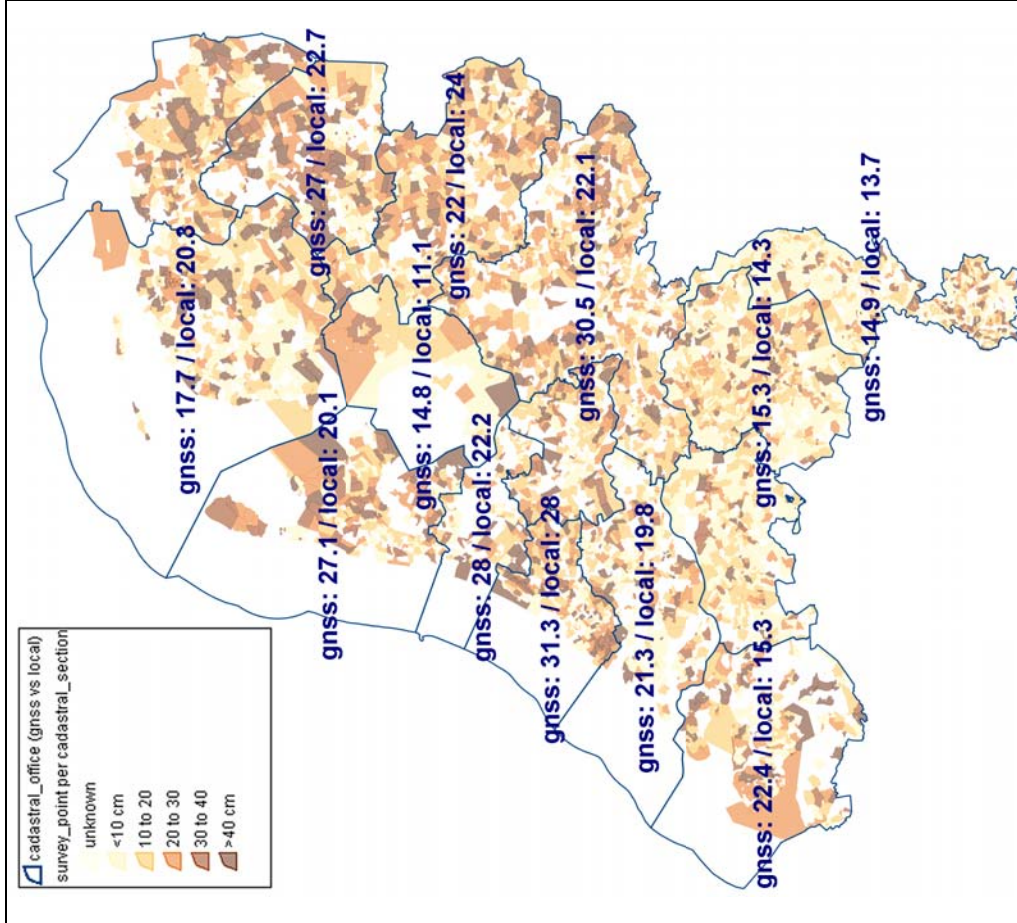 cadastral_office (gnss vs local)
survey_point per cadastral_section
unknown
<10 cm
10 to 20
20 to 30
30 to 40
>40 cm
gnss: 17.7 / local: 20.8
gnss: 27 / local: 22.7
gnss: 27.1 / local: 20.1
gnss: 14.8 / local: 11.1
gnss: 22 / local: 24
gnss: 28 / local: 22.2
gnss: 31.3 / local: 28
gnss: 30.5 / local: 22.1
gnss: 21.3 / local: 19.8
gnss: 22.4 / local: 15.3
gnss: 15.3 / local: 14.3
gnss: 14.9 / local: 13.7